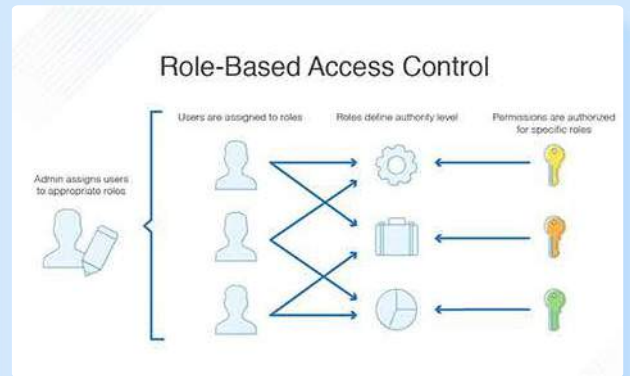 Role-Based Access Control
Users are assigned to roles
Roles define authority level
Permissions are authorized
for specific roles
Admin assigns users
to appropriate roles